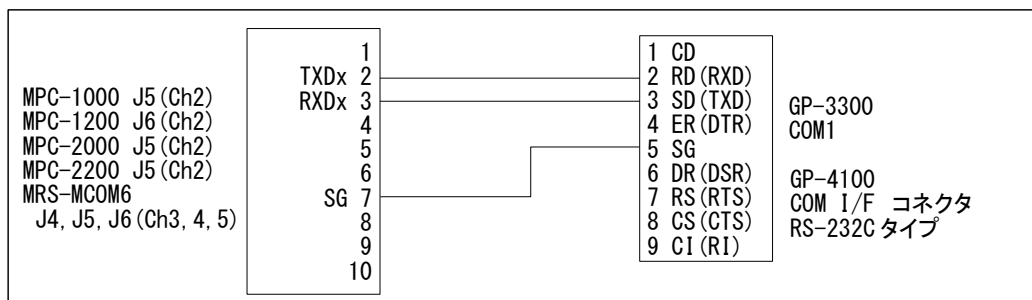 MPC-1000 J5(Ch2)
MPC-1200 J6(Ch2)
MPC-2000 J5(Ch2)
MPC-2200 J5(Ch2)
MRS-MCOM6
J4,J5,J6(Ch3,4,5)
1
TXDx 2
RXDx 3
4
5
6
SG 7
8
9
10
1 CD
2 RD(RXD)
3 SD(TXD)
4 ER(DTR)
5 SG
6 DR(DSR)
7 RS(RTS)
8 CS(CTS)
9 CI(RI)
GP-3300
COM1
GP-4100
COM I/F コネクタ
RS-232Cタイプ